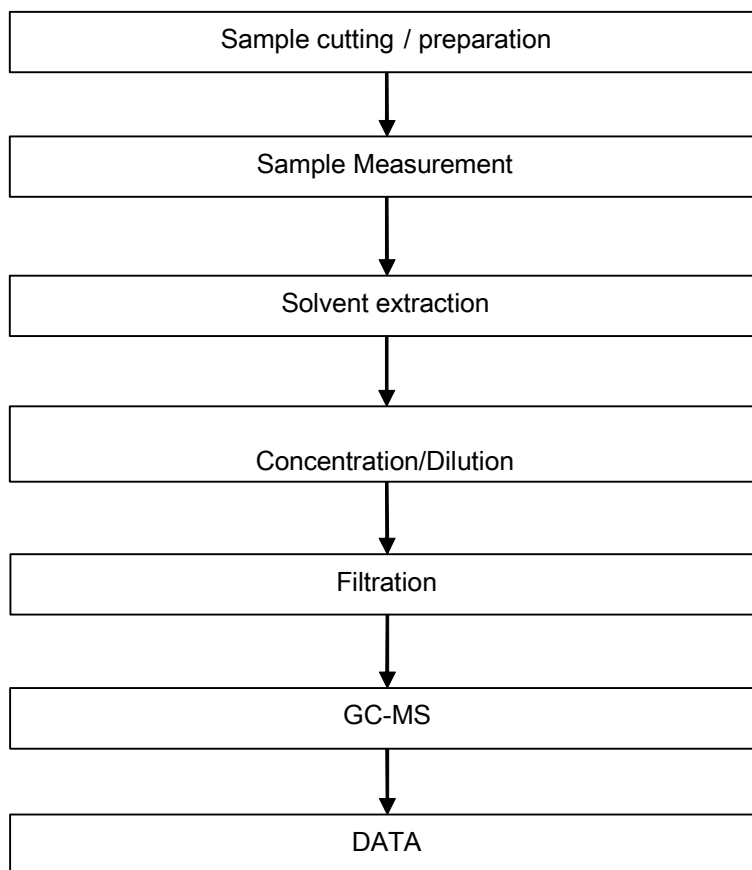 Sample cutting / preparation
Sample Measurement
Solvent extraction
Concentration/Dilution
Filtration
GC-MS
DATA